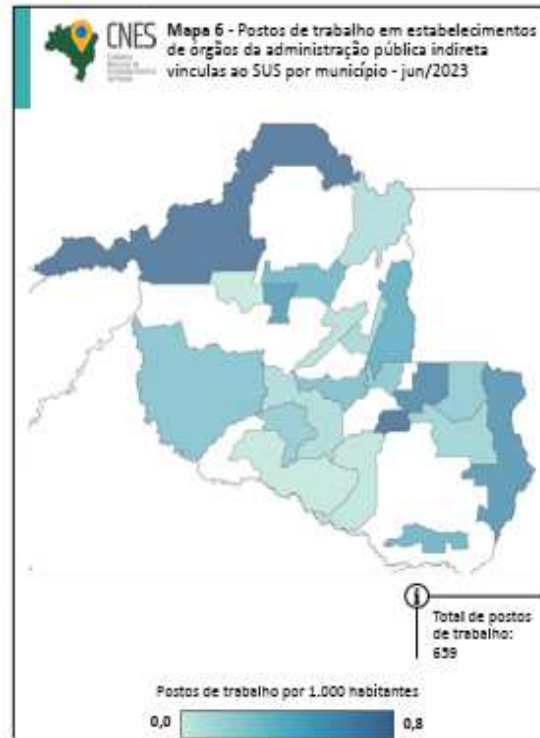 CNES
Mapa 6 - Postos de trabalho em estabelecimentos
de órgãos da administração pública indireta
vinculas ao SUS por município - jun/2023
Total de postos
de trabalho:
659
Postos de trabalho por 1.000 habitantes
0,0
0,8